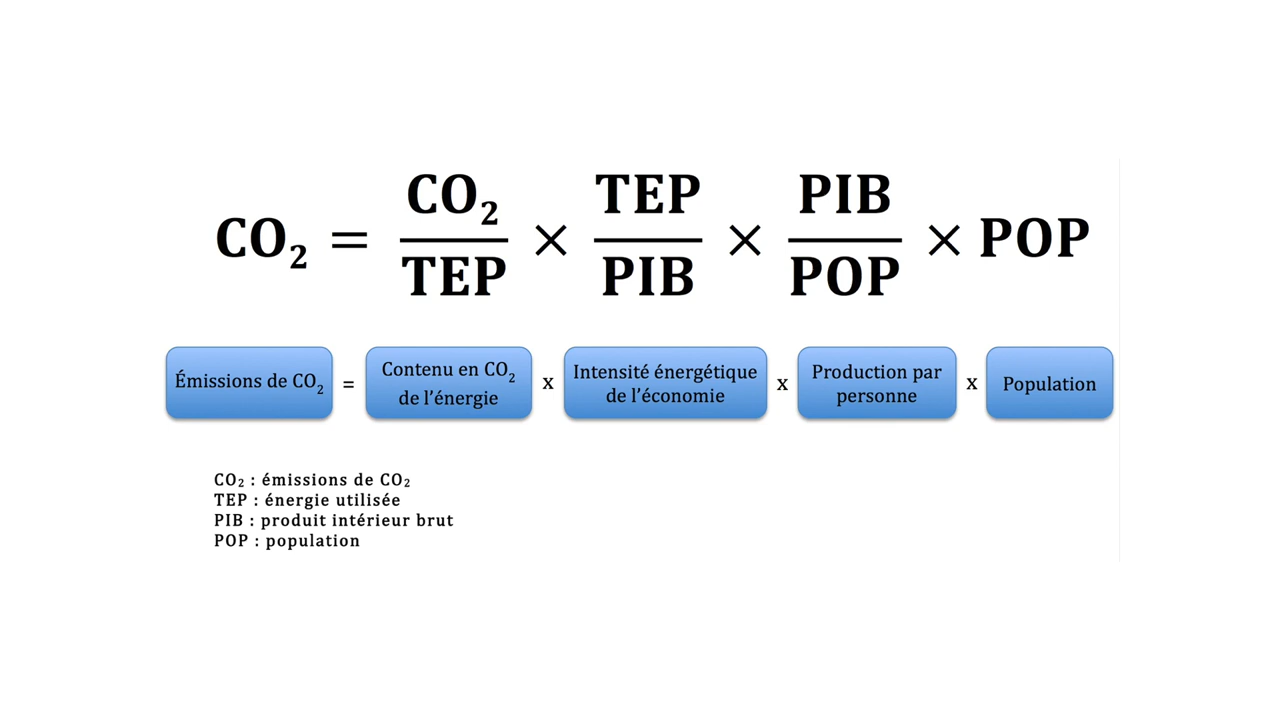 CO₂ = CO₂/TEP × TEP/PIB × PIB/POP × POP
Émissions de CO₂ = Contenu en CO₂ de l'énergie x Intensité énergétique de l'économie x Production par personne x Population
CO₂ : émissions de CO₂
TEP : énergie utilisée
PIB : produit intérieur brut
POP : population